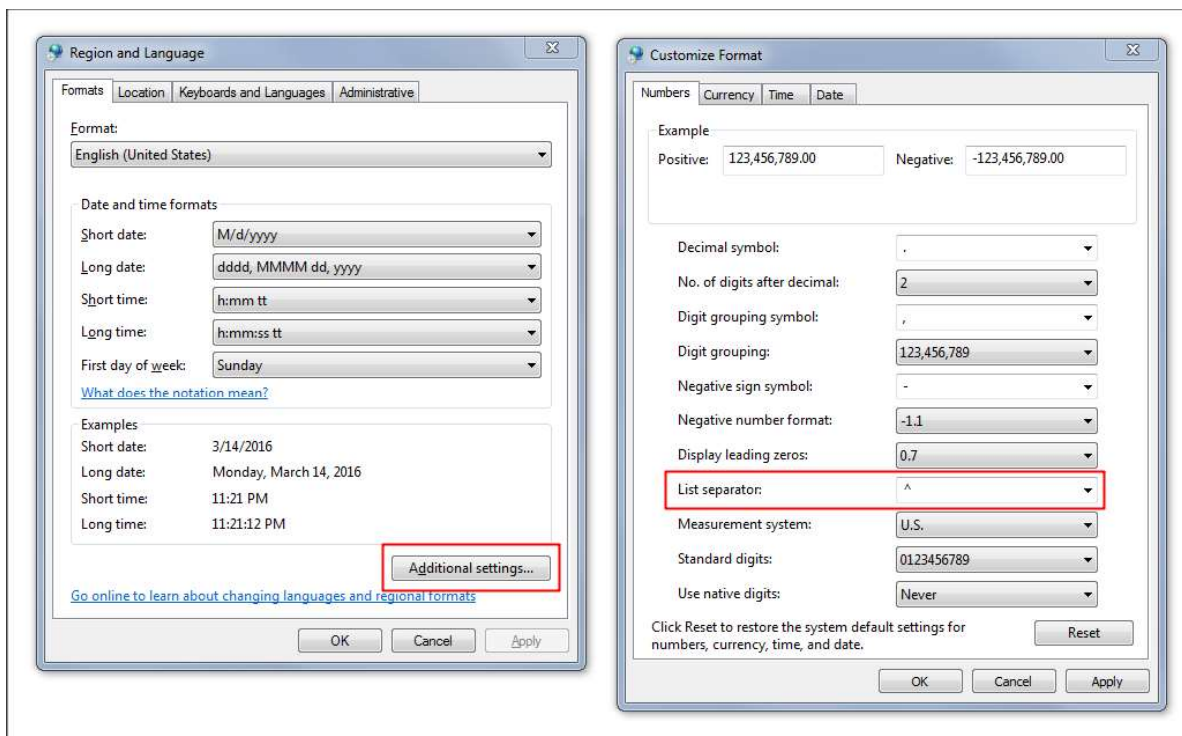 Region and Language
Formats Location Keyboards and Languages Administrative
Format:
English (United States)
Date and time formats
Short date: M/d/yyyy
Long date: dddd, MMMM dd, yyyy
Short time: h:mm tt
Long time: h:mm:ss tt
First day of week: Sunday
What does the notation mean?
Examples
Short date: 3/14/2016
Long date: Monday, March 14, 2016
Short time: 11:21 PM
Long time: 11:21:12 PM
Additional settings...
Go online to learn about changing languages and regional formats
OK Cancel Apply
Customize Format
Numbers Currency Time Date
Example
Positive: 123,456,789.00 Negative: -123,456,789.00
Decimal symbol: .
No. of digits after decimal: 2
Digit grouping symbol: ,
Digit grouping: 123,456,789
Negative sign symbol: -
Negative number format: -1.1
Display leading zeros: 0.7
List separator: ^
Measurement system: U.S.
Standard digits: 0123456789
Use native digits: Never
Click Reset to restore the system default settings for
numbers, currency, time, and date.
Reset
OK Cancel Apply